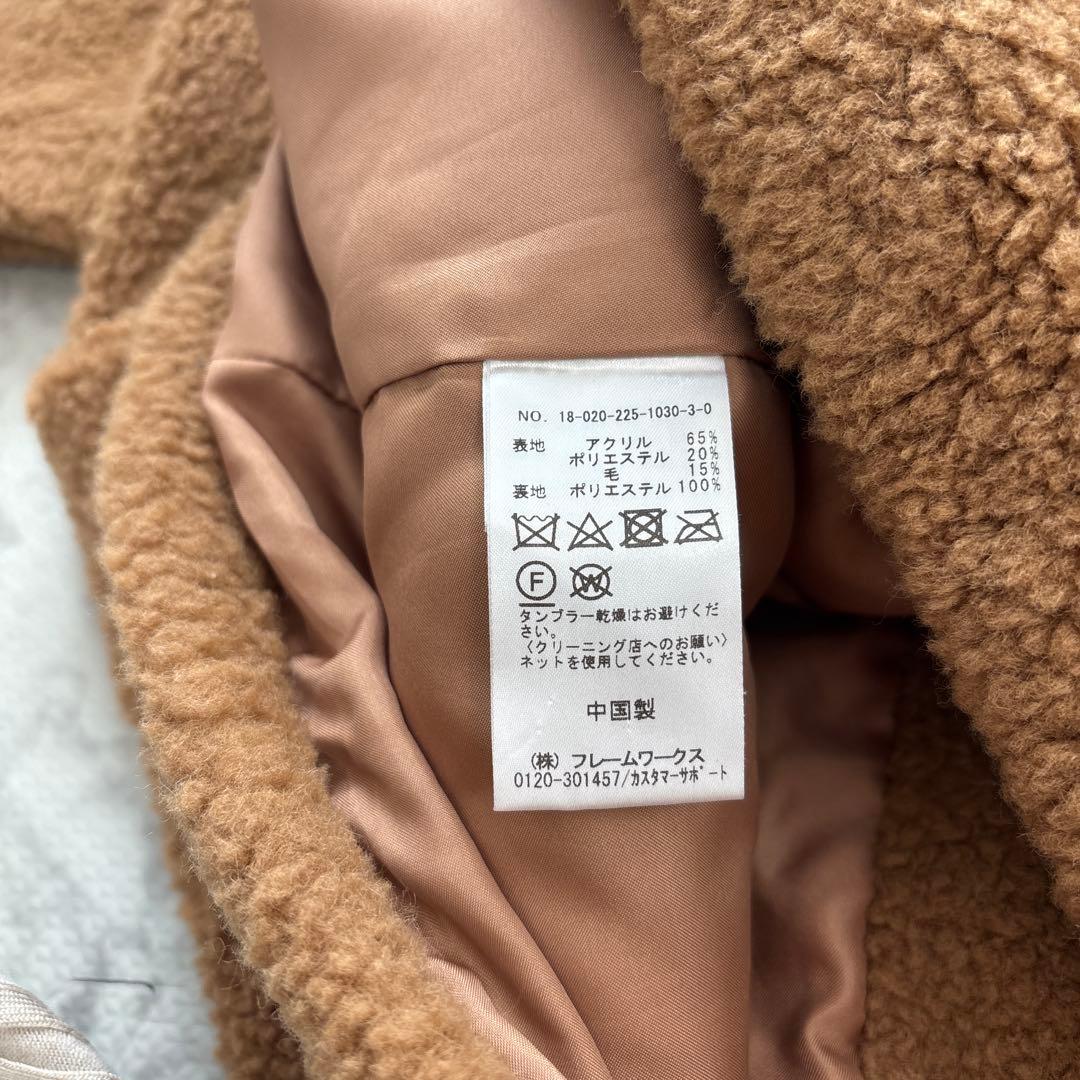 NO. 18-020-225-1030-3-0
表地 アクリル 65%
ポリエステル 20%
毛 15%
裏地 ポリエステル 100%
F W
タンブラー乾燥はお避けくだ
さい。
〈クリーニング店へのお願い〉
ネットを使用してください。
中国製
(株) フレームワークス
0120-301457/カスタマーサポート